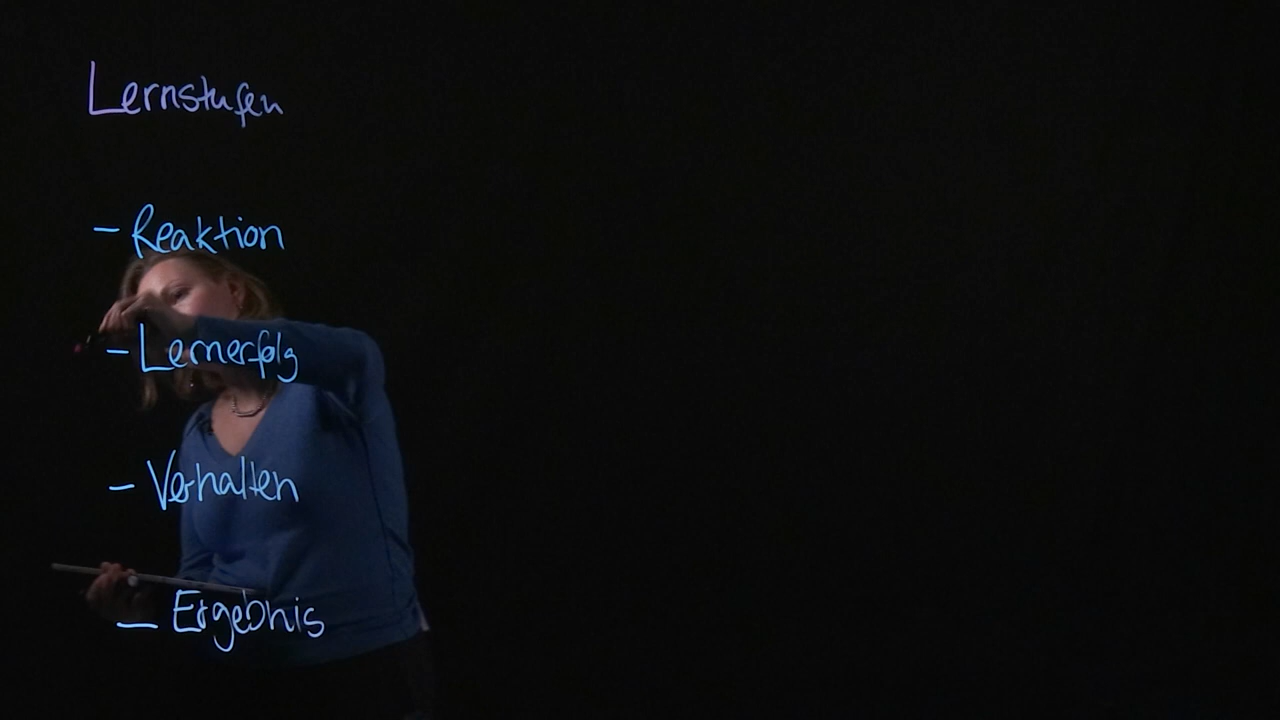 Lernstufen
- Reaktion
- Lernerfolg
- Verhalten
- Ergebnis